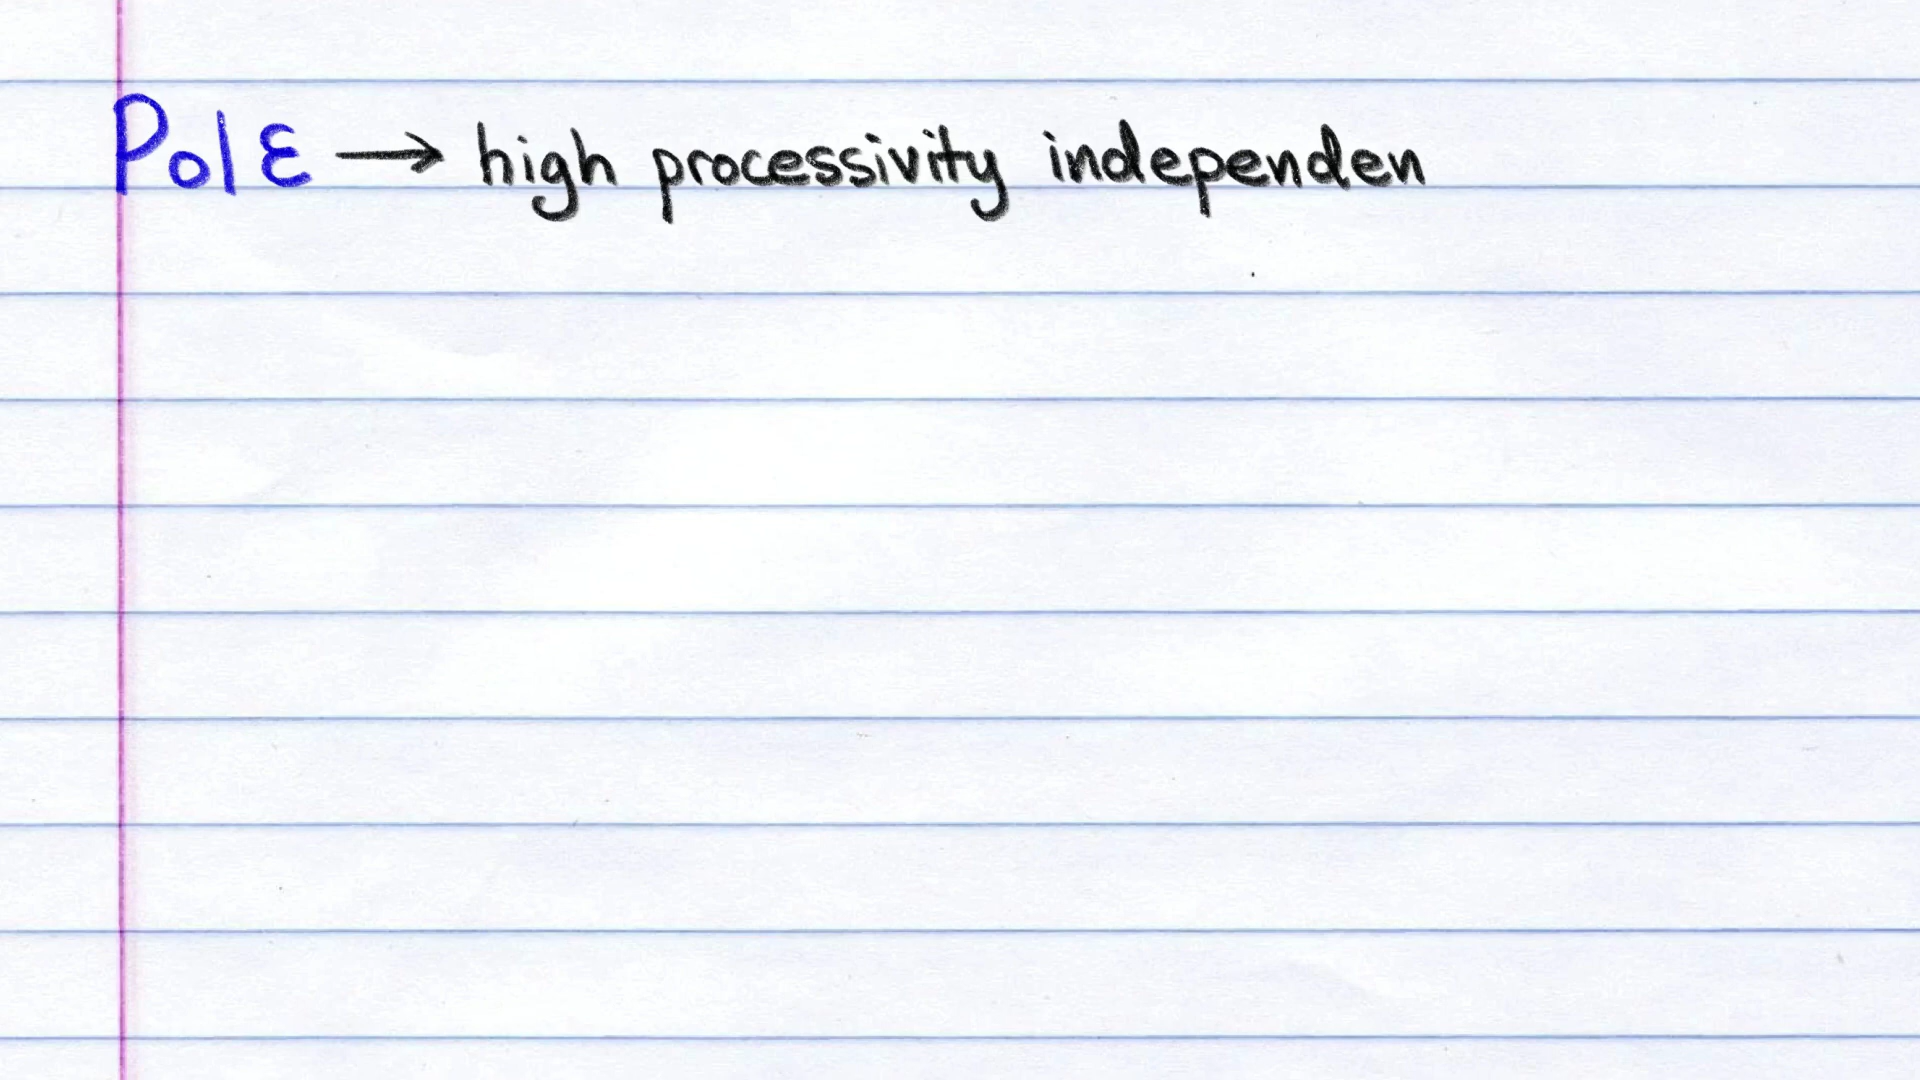 Pol ε → high processivity independen